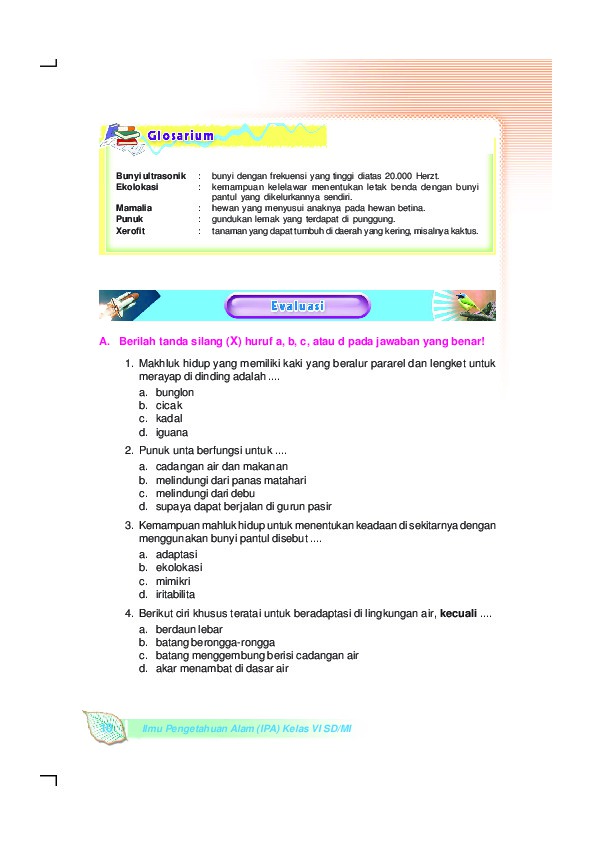 Glosarium
Bunyi ultrasonik : bunyi dengan frekuensi yang tinggi diatas 20.000 Herzt.
Ekolokasi : kemampuan kelelawar menentukan letak benda dengan bunyi
pantul yang dikelurkannya sendiri.
Mamalia : hewan yang menyusui anaknya pada hewan betina.
Punuk : gundukan lemak yang terdapat di punggung.
Xerofit : tanaman yang dapat tumbuh di daerah yang kering, misalnya kaktus.
Evaluasi
A. Berilah tanda silang (X) huruf a, b, c, atau d pada jawaban yang benar!
1. Makhluk hidup yang memiliki kaki yang beralur pararel dan lengket untuk
merayap di dinding adalah ....
a. bunglon
b. cicak
c. kadal
d. iguana
2. Punuk unta berfungsi untuk ....
a. cadangan air dan makanan
b. melindungi dari panas matahari
c. melindungi dari debu
d. supaya dapat berjalan di gurun pasir
3. Kemampuan mahluk hidup untuk menentukan keadaan di sekitarnya dengan
menggunakan bunyi pantul disebut ....
a. adaptasi
b. ekolokasi
c. mimikri
d. iritabilita
4. Berikut ciri khusus teratai untuk beradaptasi di lingkungan air, kecuali ....
a. berdaun lebar
b. batang berongga-rongga
c. batang menggembung berisi cadangan air
d. akar menambat di dasar air
Ilmu Pengetahuan Alam (IPA) Kelas VI SD/MI